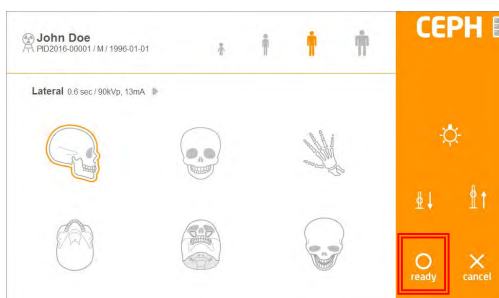 John Doe
PID2016-00001 / M / 1996-01-01
CEPH
Lateral 0.6 sec / 90kVp, 13mA
ready
cancel